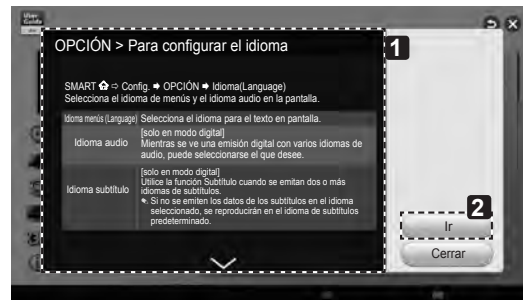 User
Guide
OPCIÓN > Para configurar el idioma
1
SMART ⇨ Config. ➡ OPCIÓN ➡ Idioma(Language)
Selecciona el idioma de menús y el idioma audio en la pantalla.
Idioma menús (Language) Selecciona el idioma para el texto en pantalla.
Idioma audio
[solo en modo digital]
Mientras se ve una emisión digital con varios idiomas de
audio, puede seleccionarse el que desee.
Idioma subtítulo
[solo en modo digital]
Utilice la función Subtítulo cuando se emitan dos o más
idiomas de subtítulos.
Si no se emiten los datos de los subtítulos en el idioma
seleccionado, se reproducirán en el idioma de subtítulos
predeterminado.
2
Ir
Cerrar